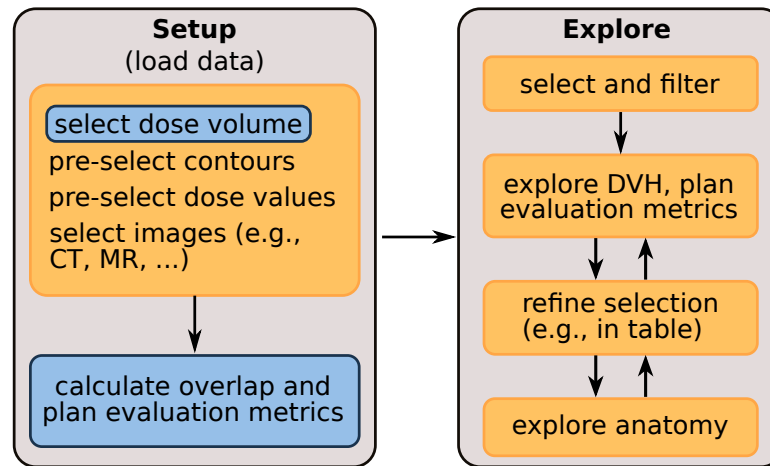 Setup
(load data)
select dose volume
pre-select contours
pre-select dose values
select images (e.g.,
CT, MR, ...)
calculate overlap and
plan evaluation metrics
Explore
select and filter
explore DVH, plan
evaluation metrics
refine selection
(e.g., in table)
explore anatomy